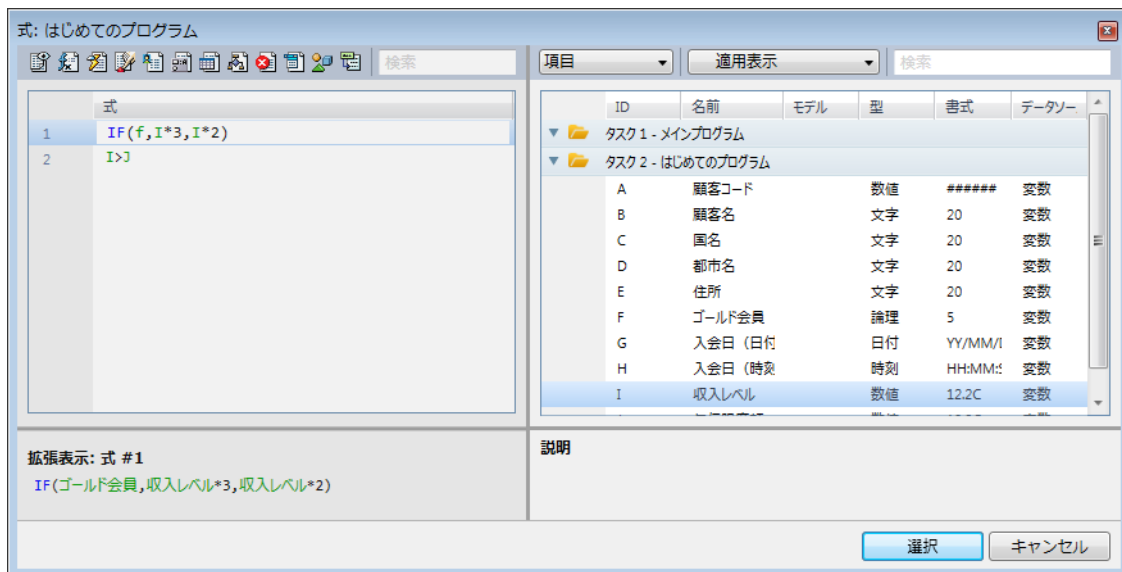 式: はじめてのプログラム
検索
項目 適用表示 検索
式
1 IF(f,I*3,I*2)
2 I>J
ID 名前 モデル 型 書式 データソー
タスク 1 - メインプログラム
タスク 2 - はじめてのプログラム
A 顧客コード 数値 ###### 変数
B 顧客名 文字 20 変数
C 国名 文字 20 変数
D 都市名 文字 20 変数
E 住所 文字 20 変数
F ゴールド会員 論理 5 変数
G 入会日（日付 日付 YY/MM/ 変数
H 入会日（時刻 時刻 HH:MM: 変数
I 収入レベル 数値 12.2C 変数
拡張表示: 式 #1
IF(ゴールド会員,収入レベル*3,収入レベル*2)
説明
選択 キャンセル